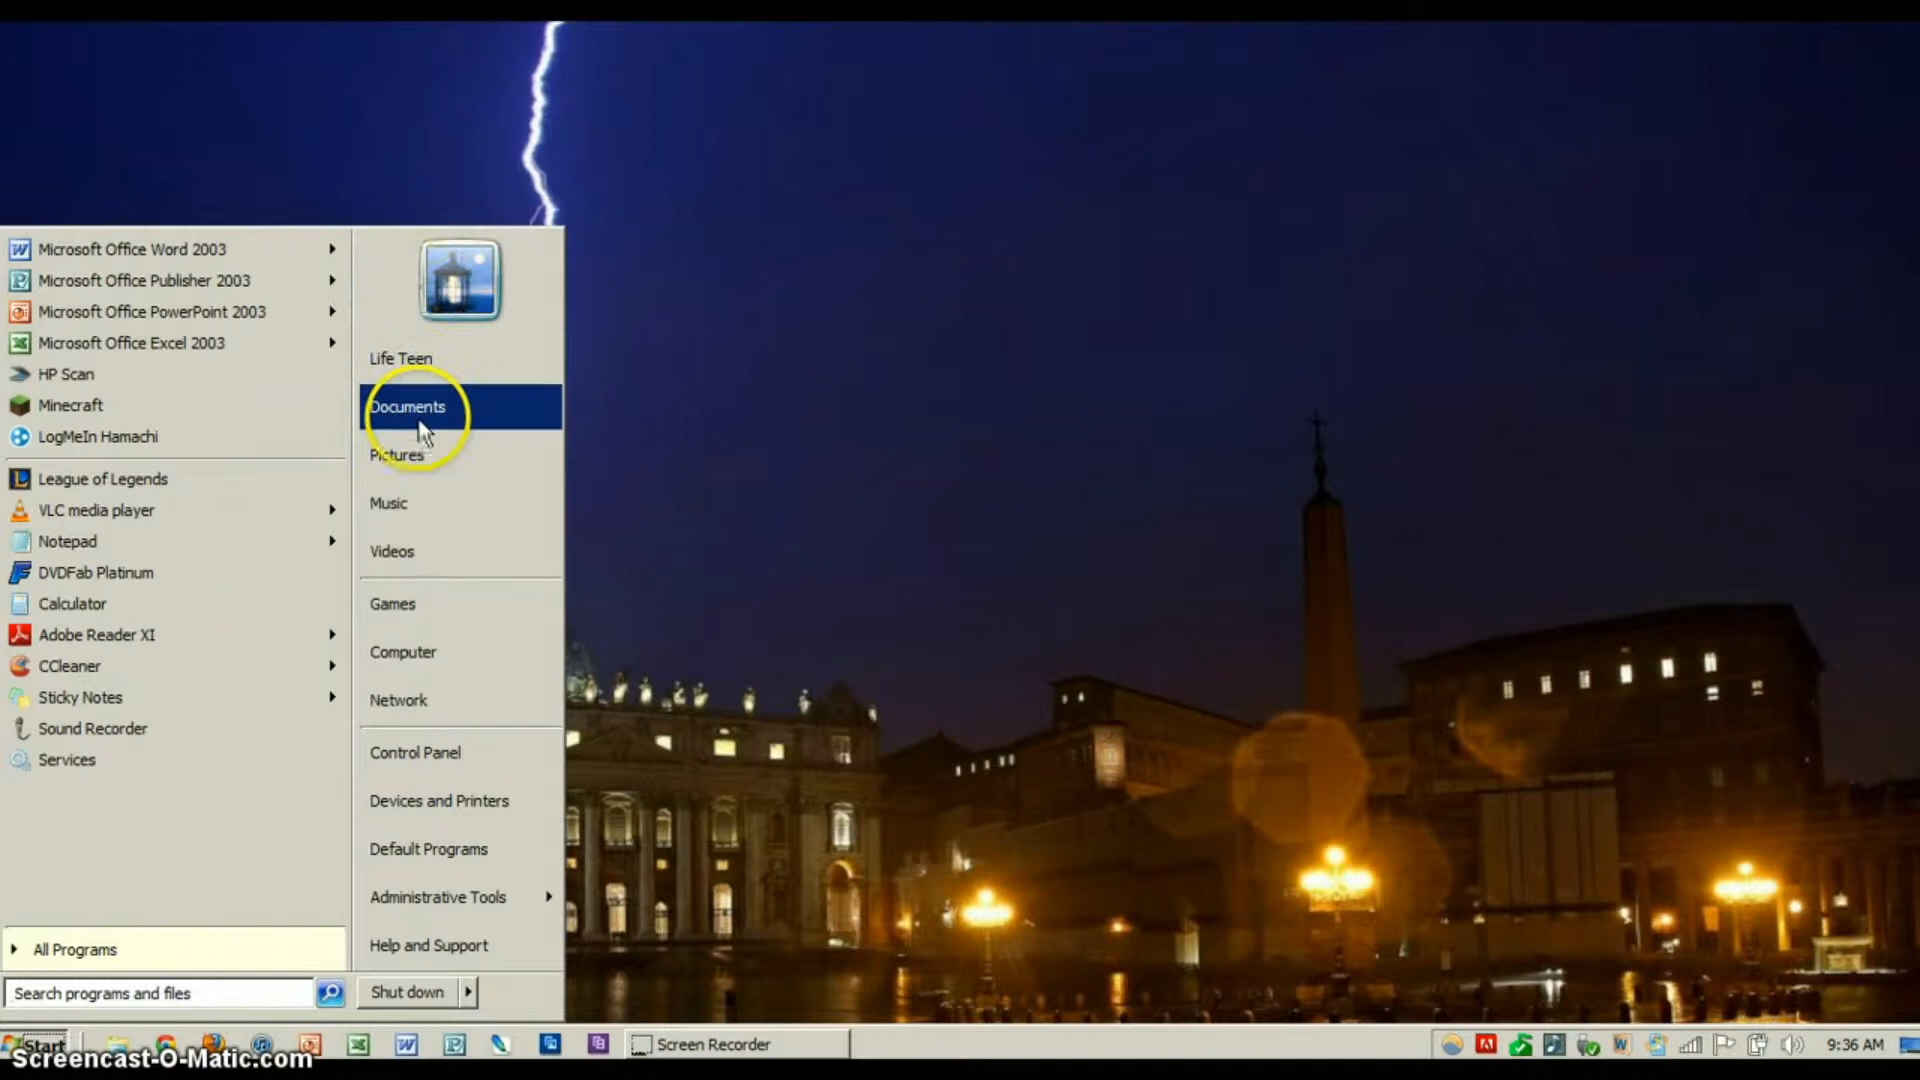 Microsoft Office Word 2003
Microsoft Office Publisher 2003
Microsoft Office PowerPoint 2003
Microsoft Office Excel 2003
HP Scan
Minecraft
LogMeIn Hamachi
League of Legends
VLC media player
Notepad
DVDFab Platinum
Calculator
Adobe Reader XI
CCleaner
Sticky Notes
Sound Recorder
Services
All Programs
Search programs and files
Life Teen
Documents
Pictures
Music
Videos
Games
Computer
Network
Control Panel
Devices and Printers
Default Programs
Administrative Tools
Help and Support
Shut down
Start
Screen Recorder
9:36 AM
Screencast-O-Matic.com